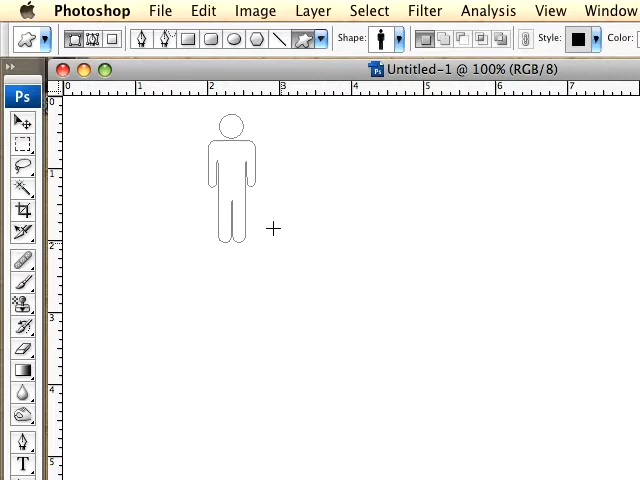 Photoshop File Edit Image Layer Select Filter Analysis View Window
Shape: Style: Color:
Untitled-1 @ 100% (RGB/8)
Ps
0 1 2 3 4 5 6 7
0
1
2
3
4
5
T